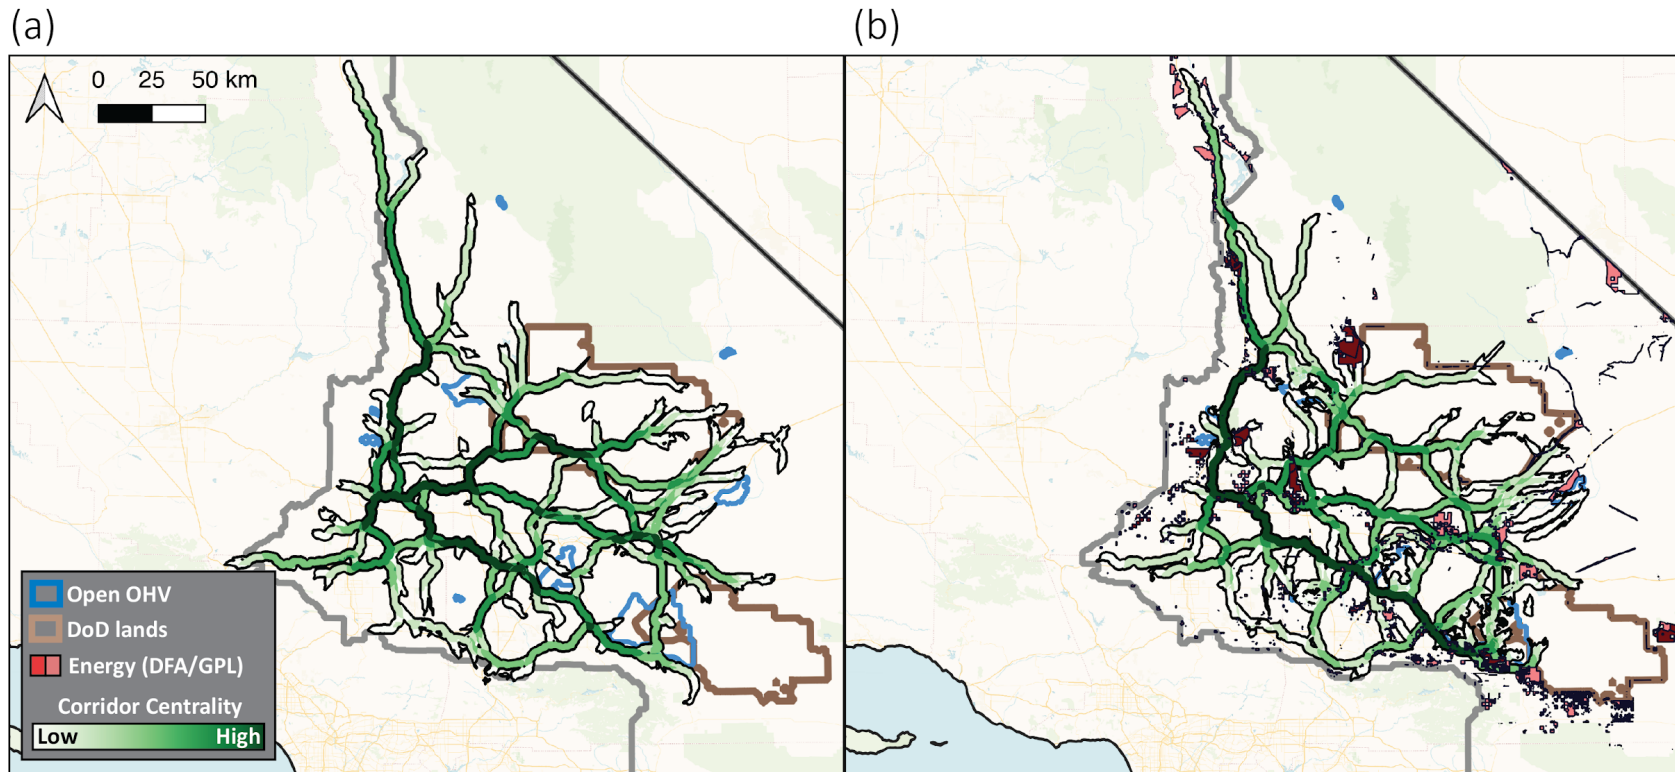 (a)
(b)
0 25 50 km
Open OHV
DoD lands
Energy (DFA/GPL)
Corridor Centrality
Low High